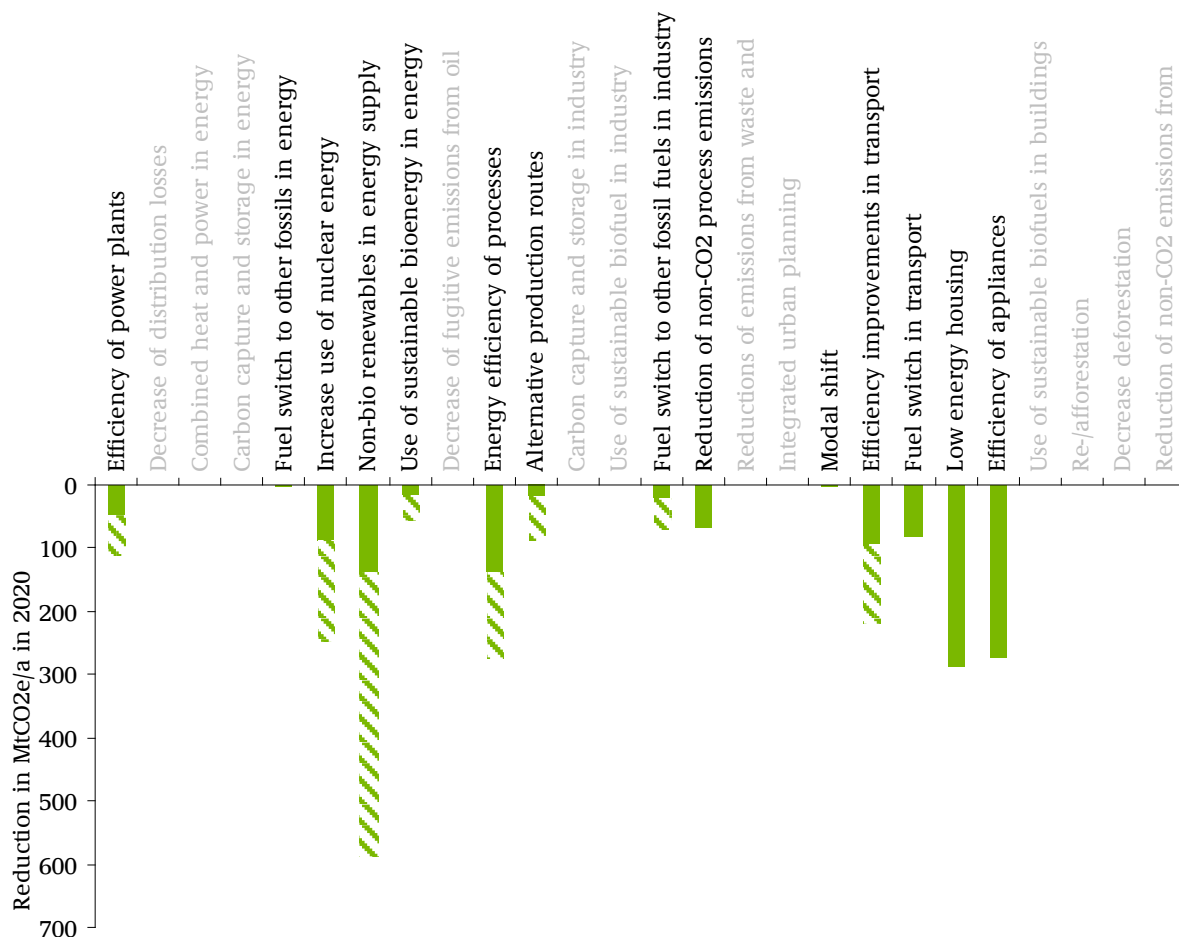 Efficiency of power plants
Decrease of distribution losses
Combined heat and power in energy
Carbon capture and storage in energy
Fuel switch to other fossils in energy
Increase use of nuclear energy
Non-bio renewables in energy supply
Use of sustainable bioenergy in energy
Decrease of fugitive emissions from oil
Energy efficiency of processes
Alternative production routes
Carbon capture and storage in industry
Use of sustainable biofuel in industry
Fuel switch to other fossil fuels in industry
Reduction of non-CO2 process emissions
Reductions of emissions from waste and
Integrated urban planning
Modal shift
Efficiency improvements in transport
Fuel switch in transport
Low energy housing
Efficiency of appliances
Use of sustainable biofuels in buildings
Re-/afforestation
Decrease deforestation
Reduction of non-CO2 emissions from
Reduction in MtCO2e/a in 2020
0
100
200
300
400
500
600
700